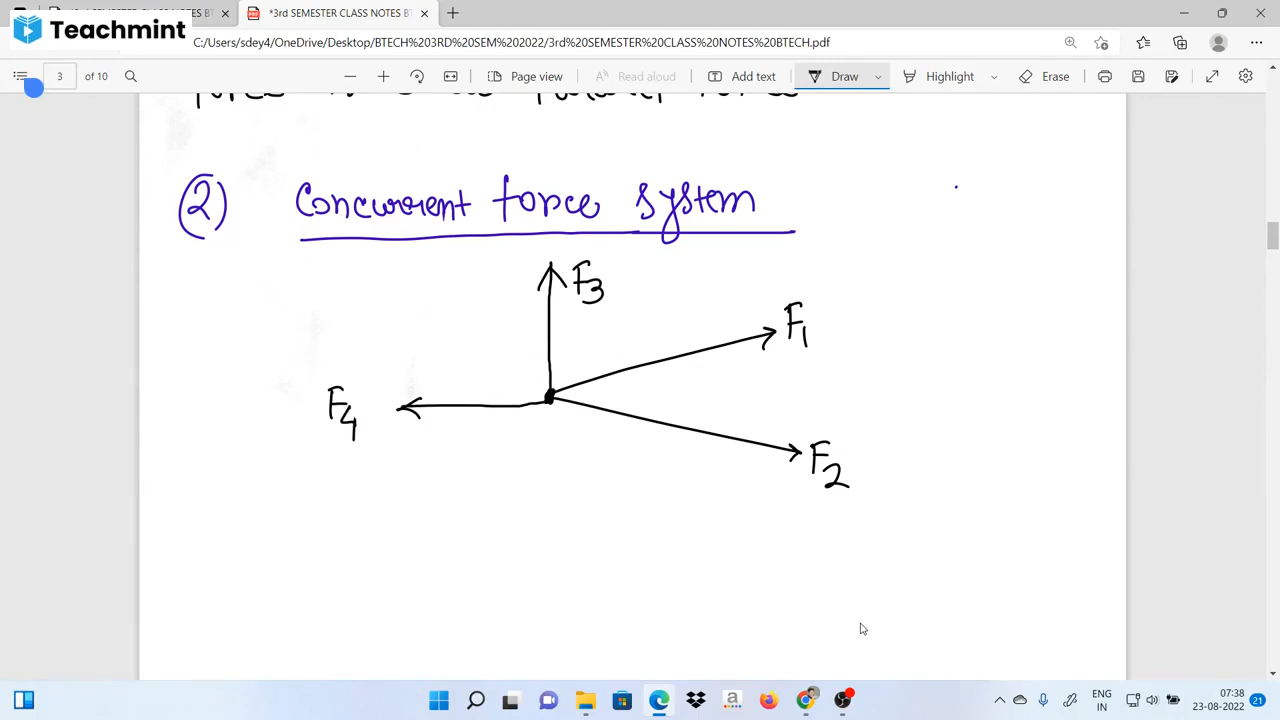 *3rd SEMESTER CLASS NOTES BT
Teachmint
C:/Users/sdey4/OneDrive/Desktop/BTECH%203RD%20SEM%202022/3rd%20SEMESTER%20CLASS%20NOTES%20BTECH.pdf
3 of 10 Page view Read aloud Add text Draw Highlight Erase
(2) Concurrent force system
F3
F1
F4
F2
ENG 07:38
IN 23-08-2022 21